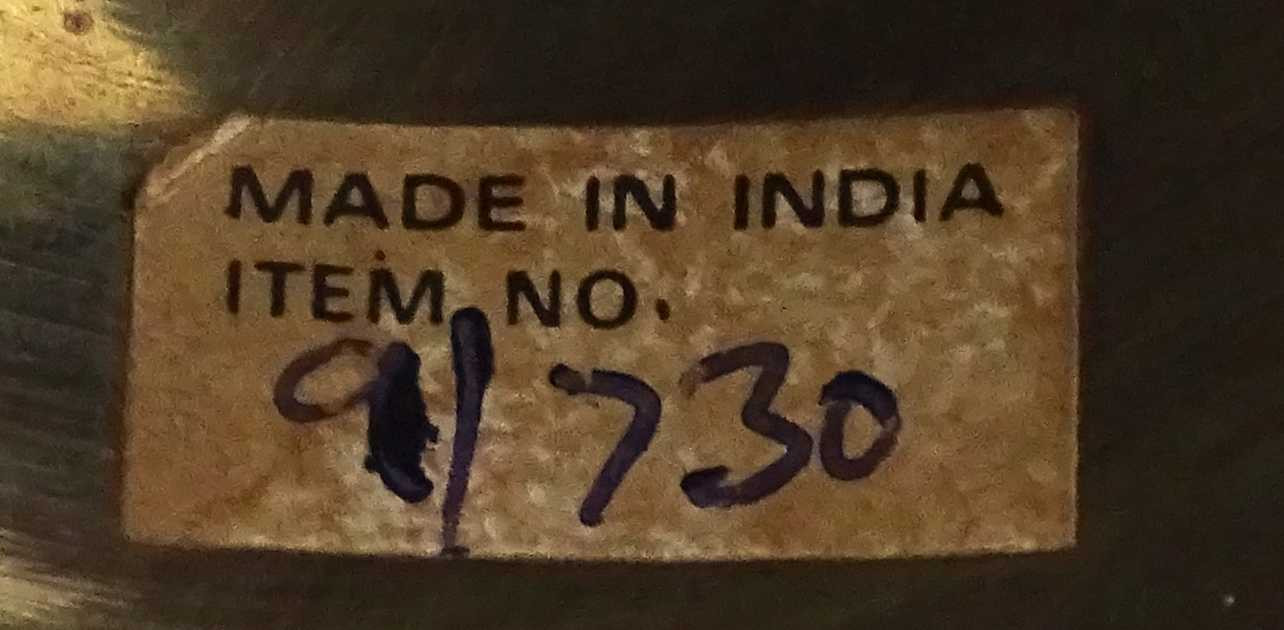 MADE IN INDIA
ITEM NO.
9/730